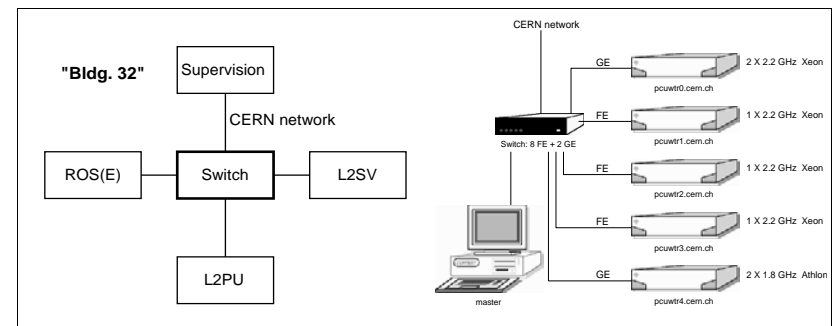 "Bldg. 32"
Supervision
CERN network
ROS(E)
Switch
L2SV
L2PU
CERN network
GE
2 X 2.2 GHz Xeon
pcuwtr0.cern.ch
FE
1 X 2.2 GHz Xeon
pcuwtr1.cern.ch
Switch: 8 FE + 2 GE
FE
1 X 2.2 GHz Xeon
pcuwtr2.cern.ch
FE
1 X 2.2 GHz Xeon
pcuwtr3.cern.ch
GE
2 X 1.8 GHz Athlon
pcuwtr4.cern.ch
master